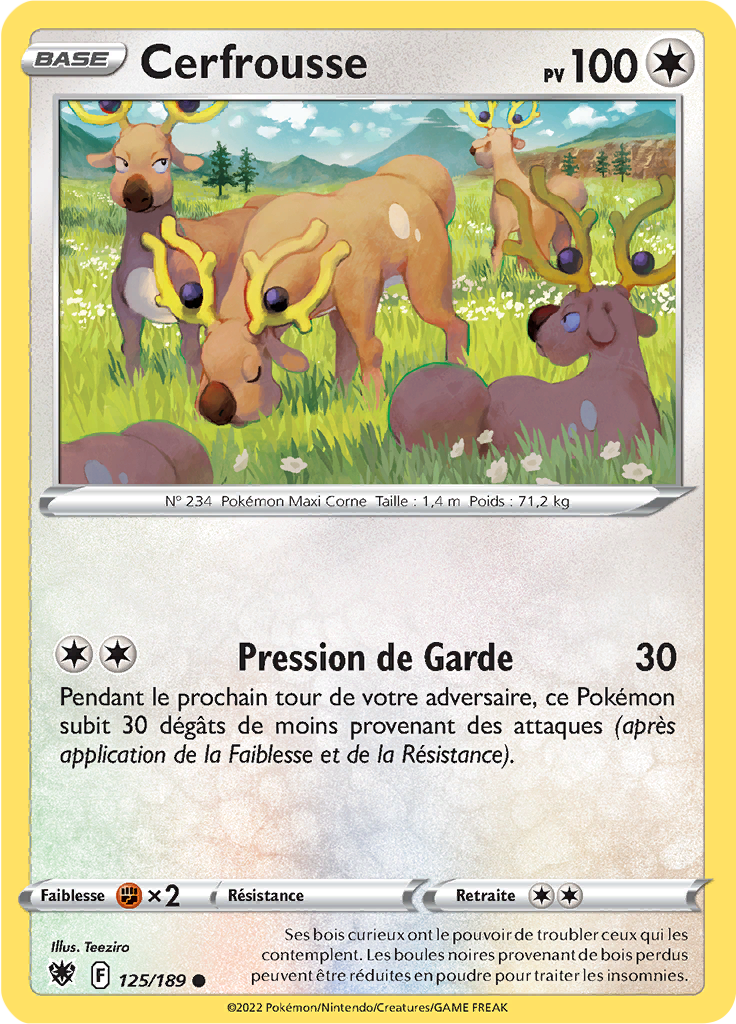 BASE Cerfrousse PV 100
N° 234 Pokémon Maxi Corne Taille : 1,4 m Poids : 71,2 kg
Pression de Garde 30
Pendant le prochain tour de votre adversaire, ce Pokémon
subit 30 dégâts de moins provenant des attaques (après
application de la Faiblesse et de la Résistance).
Faiblesse ×2 Résistance Retraite
Illus. Teeziro
Ses bois curieux ont le pouvoir de troubler ceux qui les
contemplent. Les boules noires provenant de bois perdus
peuvent être réduites en poudre pour traiter les insomnies.
F 125/189
©2022 Pokémon/Nintendo/Creatures/GAME FREAK